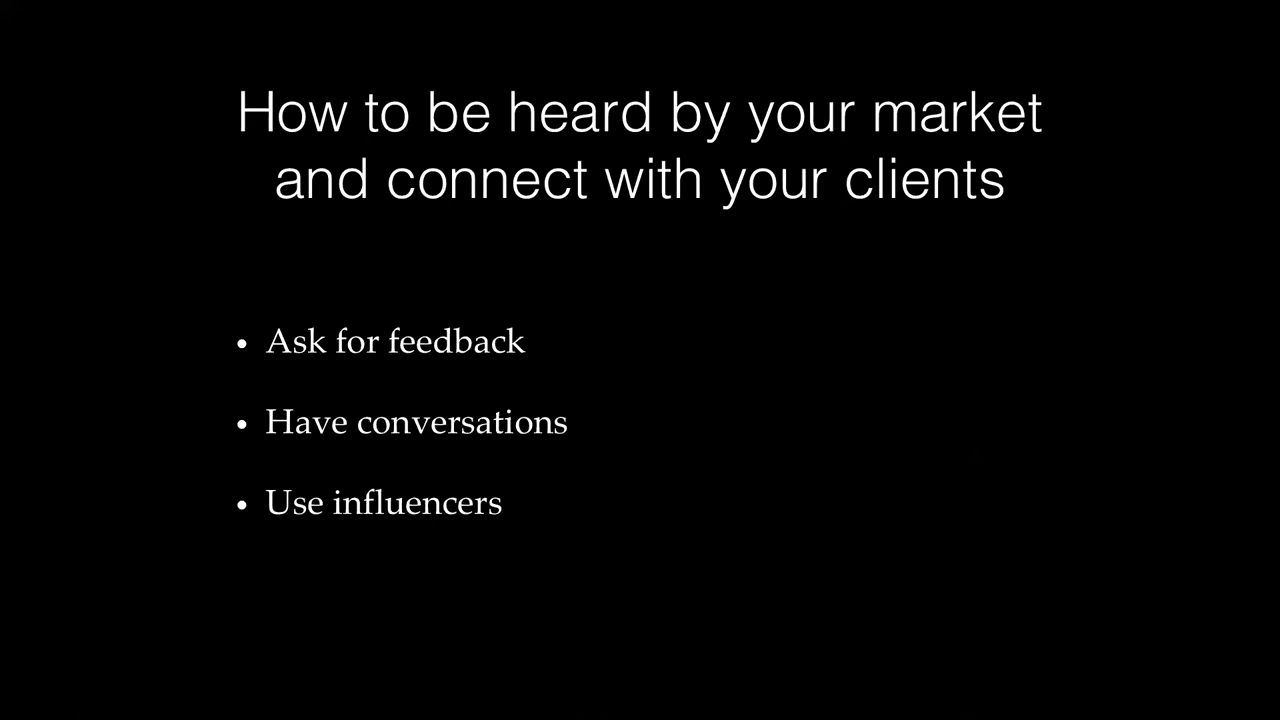 How to be heard by your market
and connect with your clients
• Ask for feedback
• Have conversations
• Use influencers